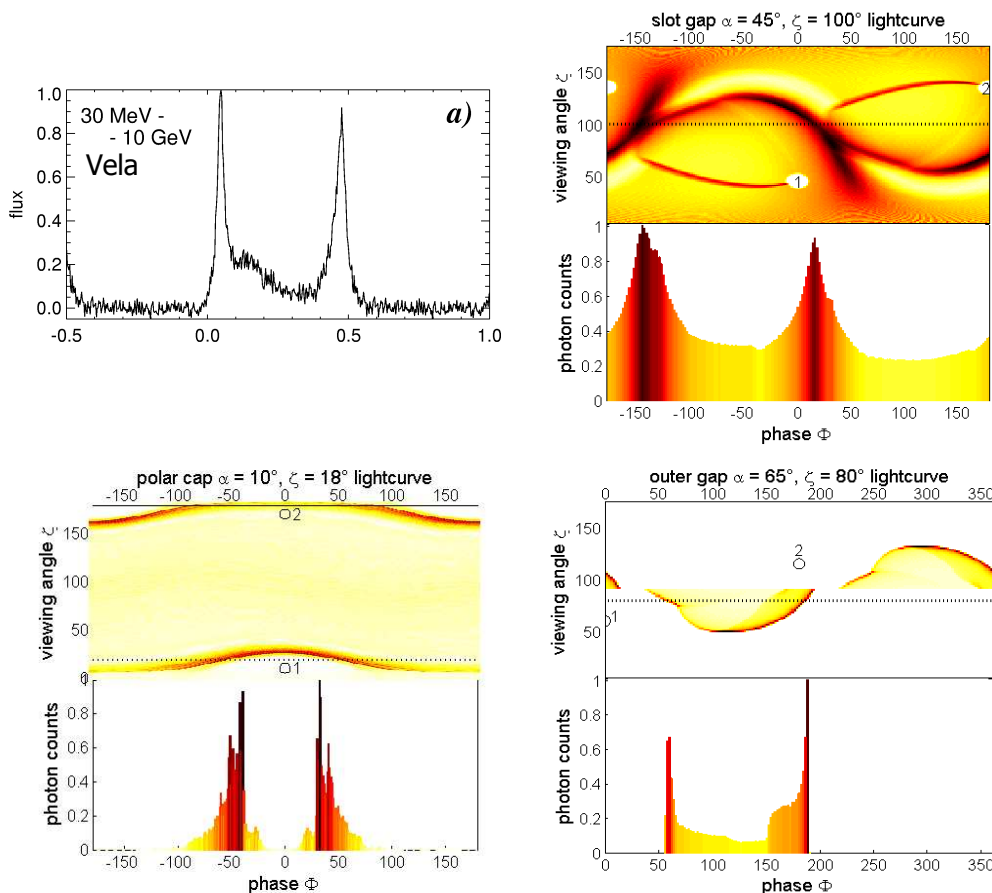 30 MeV -
- 10 GeV
Vela
a)
flux
1.0
0.8
0.6
0.4
0.2
0.0
-0.5 0.0 0.5 1.0
slot gap α = 45°, ζ = 100° lightcurve
-150 -100 -50 0 50 100 150
viewing angle ζ
150
100
50
2
1
photon counts
1
0.8
0.6
0.4
0.2
0
-150 -100 -50 0 50 100 150
phase Φ
polar cap α = 10°, ζ = 18° lightcurve
-150 -100 -50 0 50 100 150
viewing angle ζ
150
100
50
0
2
1
photon counts
1
0.8
0.6
0.4
0.2
0
-150 -100 -50 0 50 100 150
phase Φ
outer gap α = 65°, ζ = 80° lightcurve
0 50 100 150 200 250 300 350
viewing angle ζ
150
100
50
2
1
photon counts
1
0.8
0.6
0.4
0.2
0
0 50 100 150 200 250 300 350
phase Φ